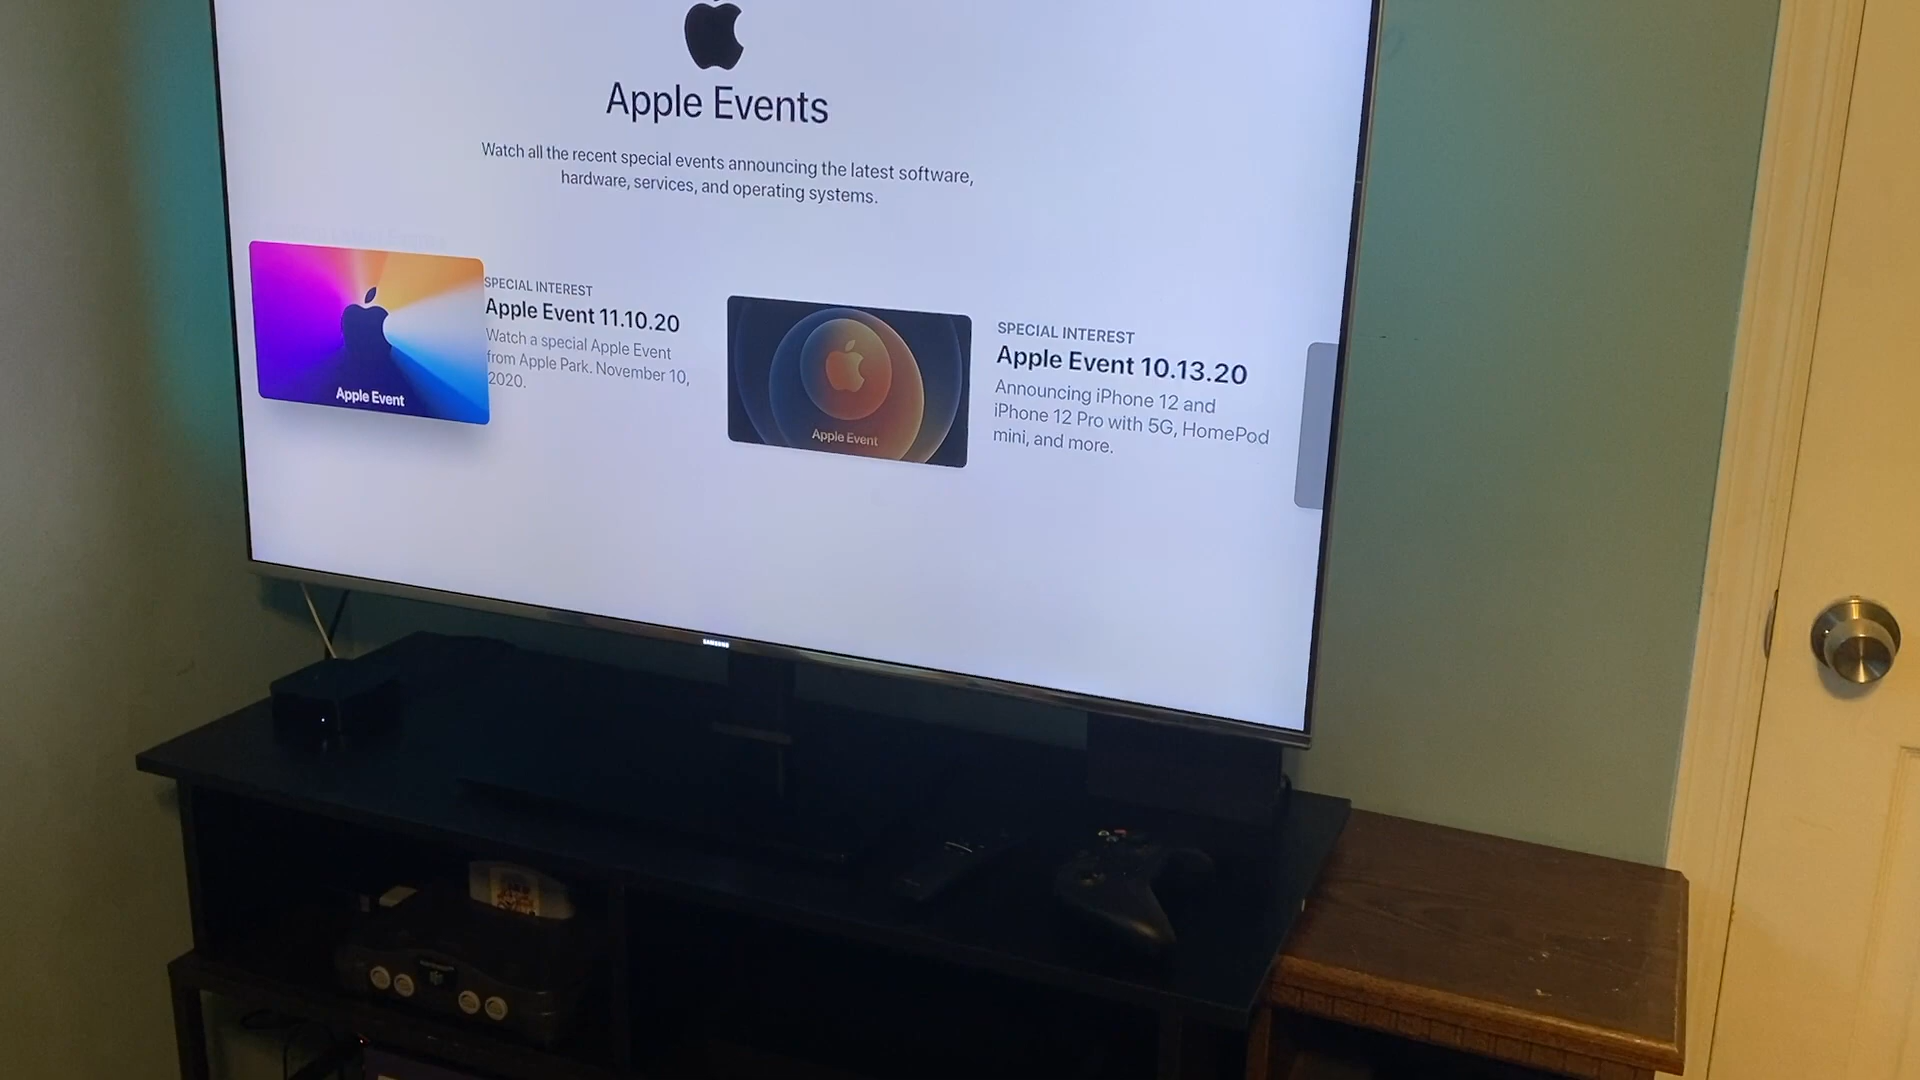 Apple Events
Watch all the recent special events announcing the latest software,
hardware, services, and operating systems.
Apple Event
SPECIAL INTEREST
Apple Event 11.10.20
Watch a special Apple Event
from Apple Park. November 10,
2020.
Apple Event
SPECIAL INTEREST
Apple Event 10.13.20
Announcing iPhone 12 and
iPhone 12 Pro with 5G, HomePod
mini, and more.
SAMSUNG